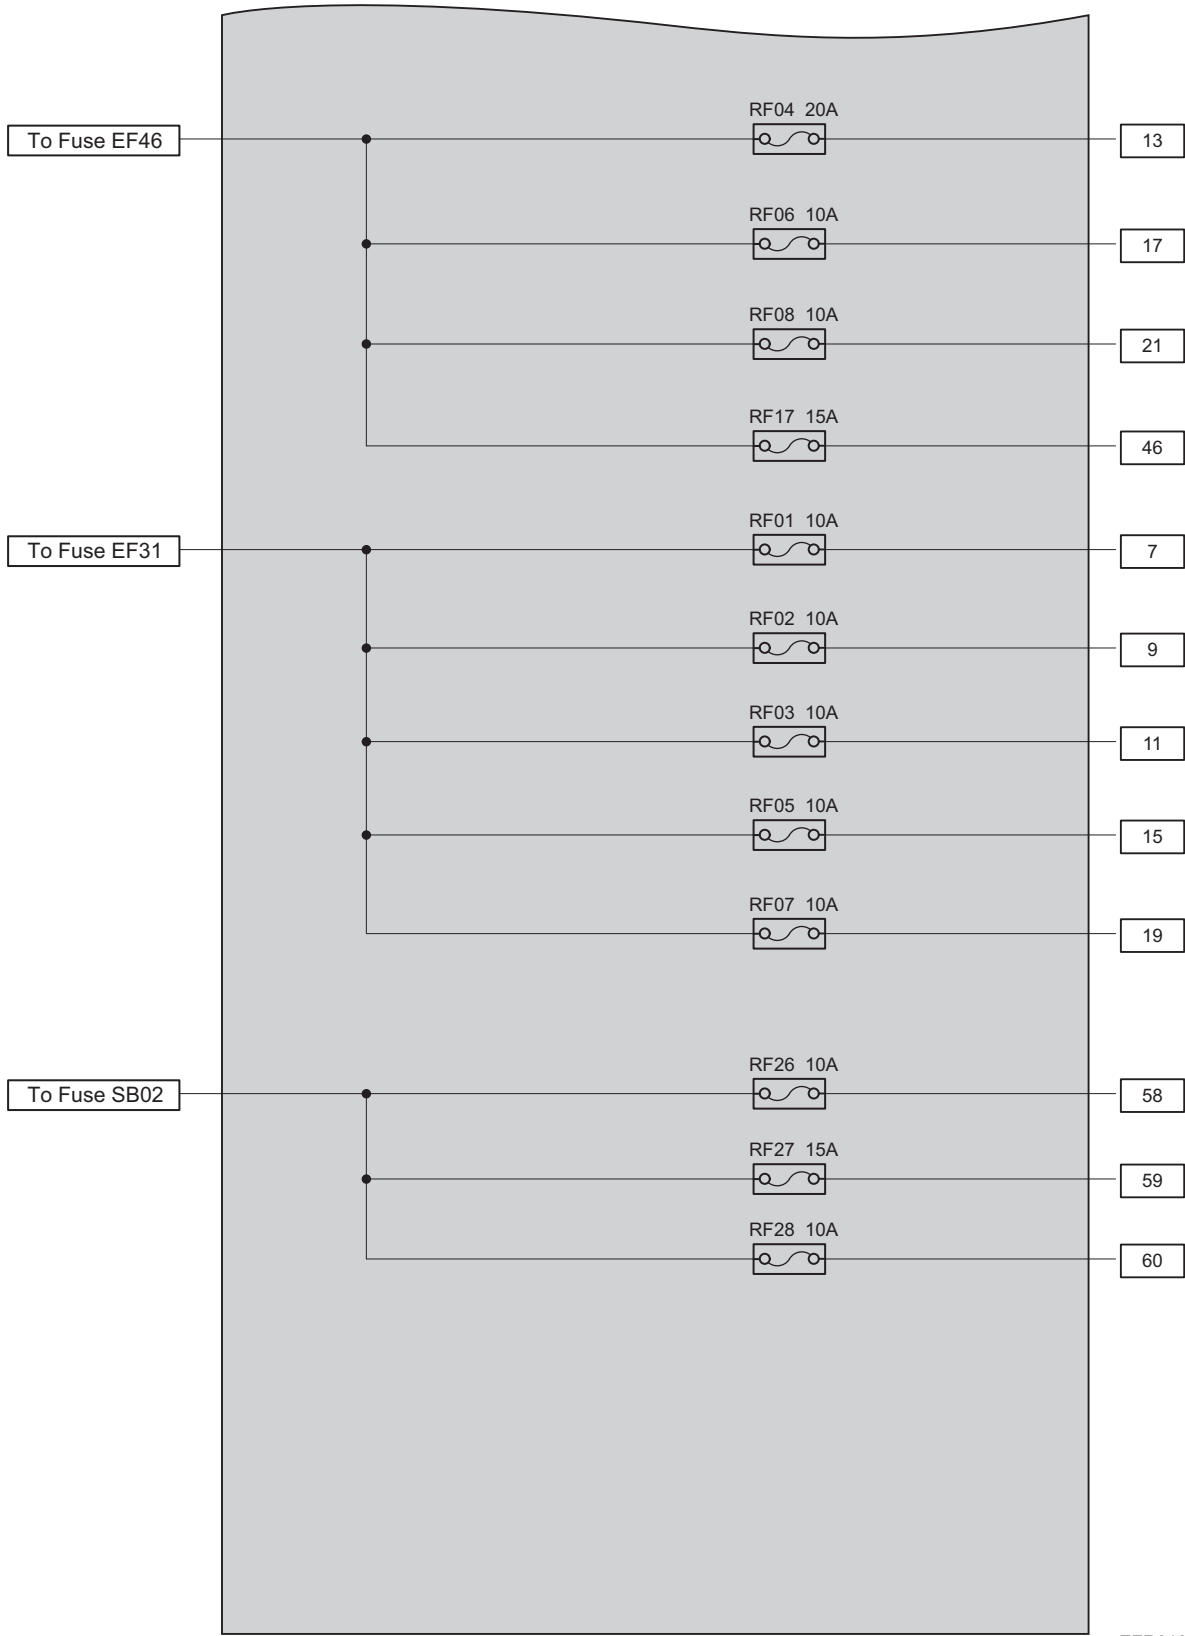 RF04 20A
To Fuse EF46
13
RF06 10A
17
RF08 10A
21
RF17 15A
46
RF01 10A
To Fuse EF31
7
RF02 10A
9
RF03 10A
11
RF05 10A
15
RF07 10A
19
RF26 10A
To Fuse SB02
58
RF27 15A
59
RF28 10A
60